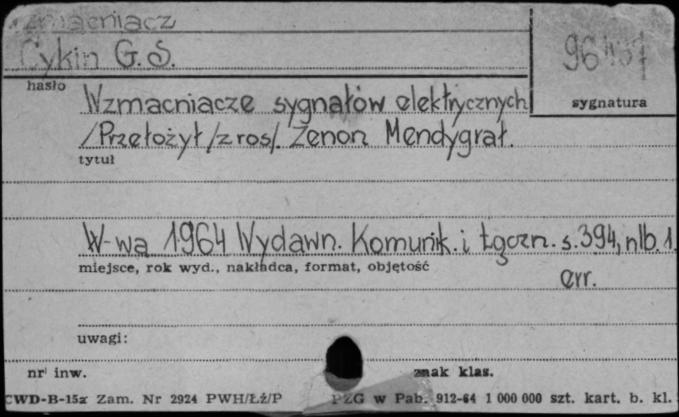 Wzmacniacz
Cykin G.S.
hasło
sygnatura
Wzmacniacze sygnałów elektrycznych
/Przełożył/z ros/. Zenon Mendygrał.
tytuł
W-wa 1964 Wydawn. Komunik. i Łączn. s.394, nlb. 1.
miejsce, rok wyd., nakładca, format, objętość
err.
uwagi:
nr inw.
znak klas.
CWD-B-15a Zam. Nr 2924 PWH/Łź/P PZG w Pab. 912-64 1 000 000 szt. kart. b. kl.